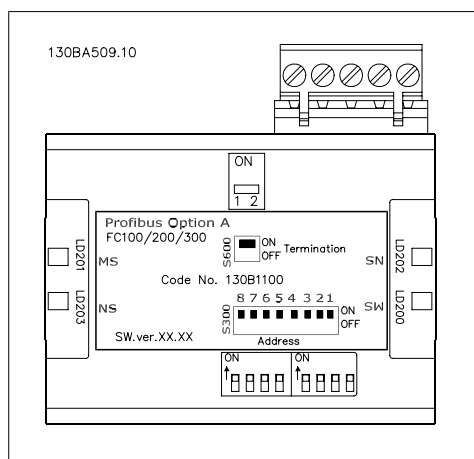 130BA509.10
ON
1 2
Profibus Option A
FC100/200/300
S600
ON
OFF
Termination
LD201
MS
LD202
SN
Code No. 130B1100
LD203
NS
LD200
SW
8 7 6 5 4 3 2 1
S300
ON
OFF
SW.ver.XX.XX
Address
ON
ON